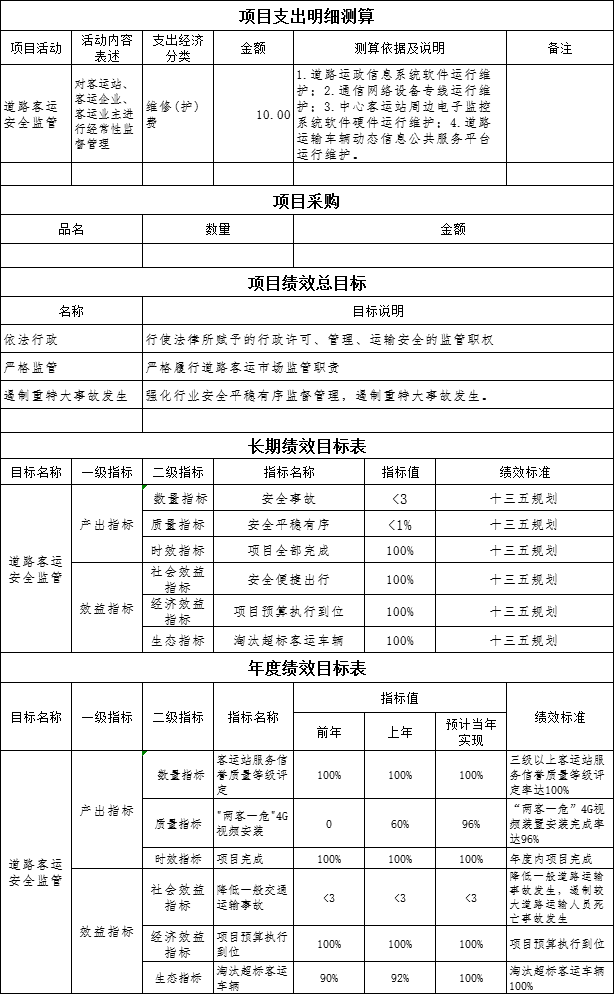 项目支出明细测算
项目活动 活动内容表述 支出经济分类 金额 测算依据及说明 备注
道路客运安全监管 对客运站、客运企业、客运业主进行经常性监督管理 维修(护)费 10.00 1.道路运政信息系统软件运行维护；2.通信网络设备专线运行维护；3.中心客运站周边电子监控系统软件硬件运行维护；4.道路运输车辆动态信息公共服务平台运行维护。
项目采购
品名 数量 金额
项目绩效总目标
名称 目标说明
依法行政 行使法律所赋予的行政许可、管理、运输安全的监管职权
严格监管 严格履行道路客运市场监管职责
遏制重特大事故发生 强化行业安全平稳有序监督管理，遏制重特大事故发生。
长期绩效目标表
目标名称 一级指标 二级指标 指标名称 指标值 绩效标准
道路客运安全监管 产出指标 数量指标 安全事故 <3 十三五规划
质量指标 安全平稳有序 <1% 十三五规划
时效指标 项目全部完成 100% 十三五规划
效益指标 社会效益指标 安全便捷出行 100% 十三五规划
经济效益指标 项目预算执行到位 100% 十三五规划
生态指标 淘汰超标客运车辆 100% 十三五规划
年度绩效目标表
目标名称 一级指标 二级指标 指标名称 指标值 绩效标准
前年 上年 预计当年实现
道路客运安全监管 产出指标 数量指标 客运站服务信誉质量等级评定 100% 100% 100% 三级以上客运站服务信誉质量等级评定率达100%
质量指标 "两客一危"4G视频安装 0 60% 96% “两客一危”4G视频装置安装完成率达96%
时效指标 项目完成 100% 100% 100% 年度内项目完成
效益指标 社会效益指标 降低一般交通运输事故 <3 <3 <3 降低一般道路运输事故发生，遏制较大道路运输人员死亡事故发生
经济效益指标 项目预算执行到位 100% 100% 100% 项目预算执行到位
生态指标 淘汰超标客运车辆 90% 92% 100% 淘汰超标客运车辆100%